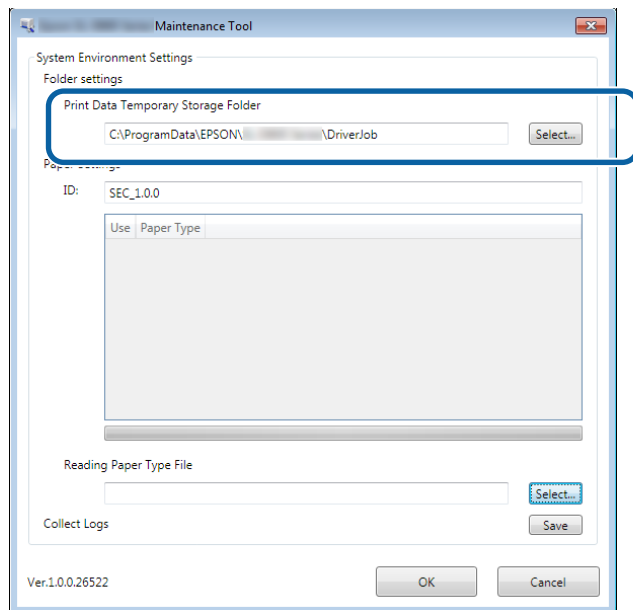 Maintenance Tool
System Environment Settings
Folder settings
Print Data Temporary Storage Folder
C:\ProgramData\EPSON\ \DriverJob Select...
ID: SEC_1.0.0
Use Paper Type
Reading Paper Type File
Select...
Collect Logs Save
Ver.1.0.0.26522 OK Cancel